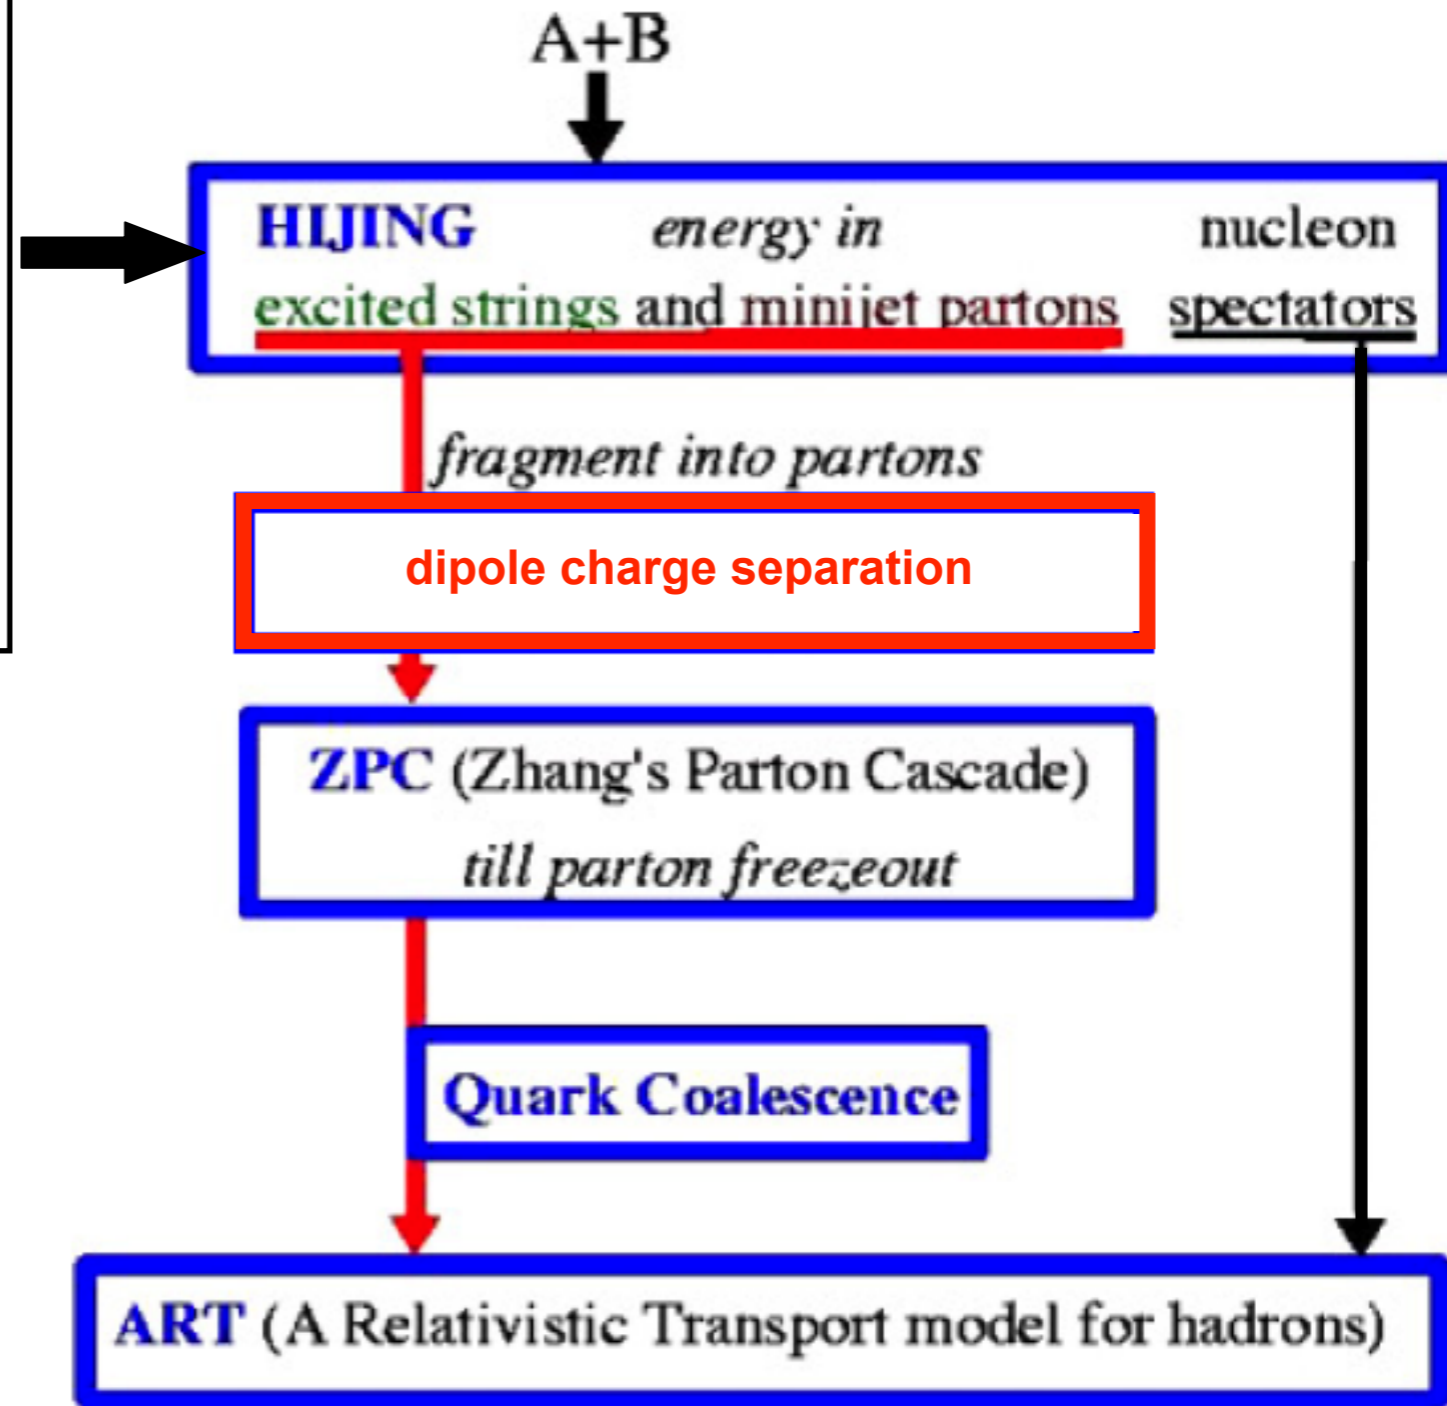 A+B
HIJING energy in nucleon
excited strings and minijet partons spectators
fragment into partons
dipole charge separation
ZPC (Zhang's Parton Cascade)
till parton freezeout
Quark Coalescence
ART (A Relativistic Transport model for hadrons)